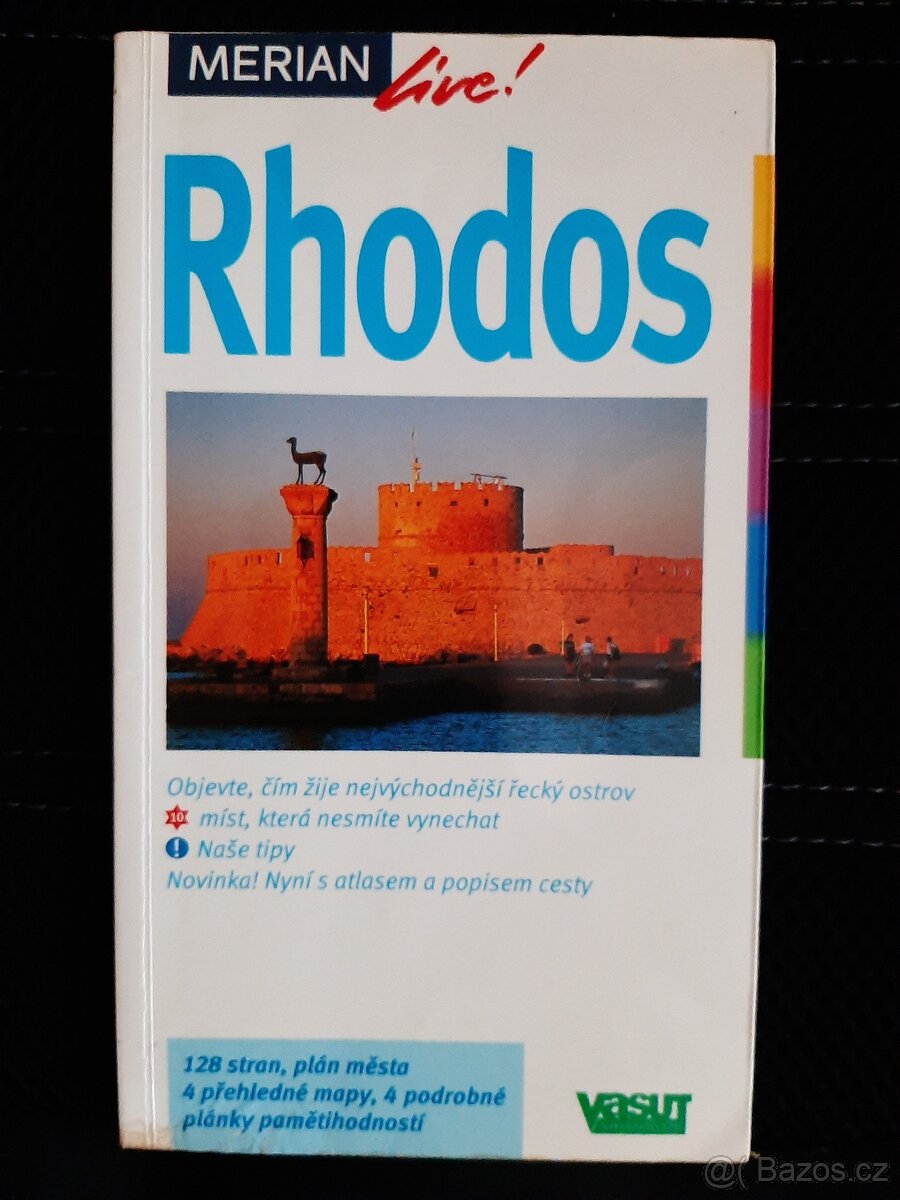 MERIAN live!
Rhodos
Objevte, čím žije nejvýchodnější řecký ostrov
10 míst, která nesmíte vynechat
! Naše tipy
Novinka! Nyní s atlasem a popisem cesty
128 stran, plán města
4 přehledné mapy, 4 podrobné
plánky pamětihodností
vašut
@( Bazos.cz